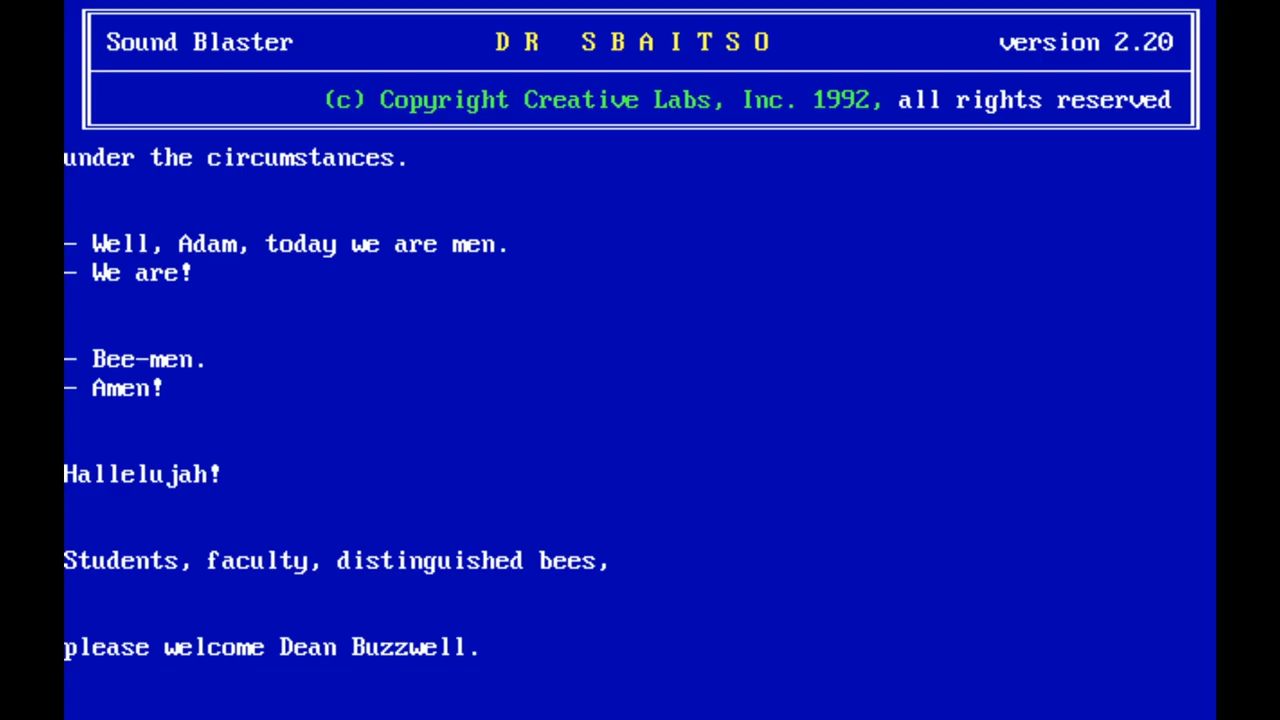 Sound Blaster D R S B A I T S O version 2.20
(c) Copyright Creative Labs, Inc. 1992, all rights reserved
under the circumstances.
- Well, Adam, today we are men.
- We are!
- Bee-men.
- Amen!
Hallelujah!
Students, faculty, distinguished bees,
please welcome Dean Buzzwell.